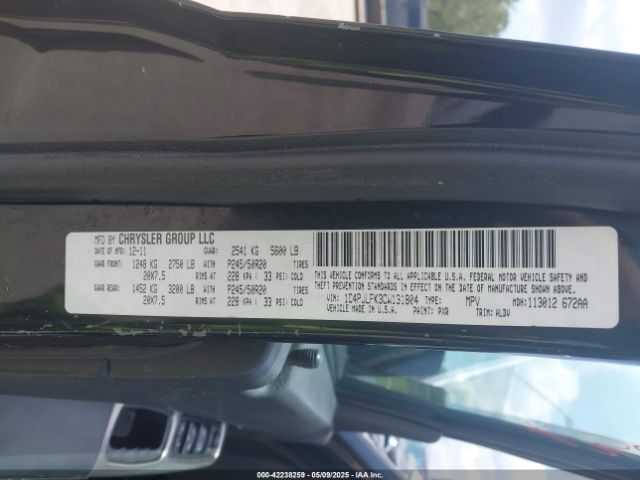 MFD BY CHRYSLER GROUP LLC
DATE OF MFG: 12-11 GVWR: 2541 KG 5600 LB
GAWR FRONT: 1248 KG 2750 LB WITH P245/50R20 TIRES
20X7.5 RIMS AT 228 KPA ( 33 PSI) COLD
GAWR REAR: 1452 KG 3200 LB WITH P245/50R20 TIRES
20X7.5 RIMS AT 228 KPA ( 33 PSI) COLD
THIS VEHICLE CONFORMS TO ALL APPLICABLE U.S.A. FEDERAL MOTOR VEHICLE SAFETY AND
THEFT PREVENTION STANDARDS IN EFFECT ON THE DATE OF MANUFACTURE SHOWN ABOVE.
VIN: 1C4PJLFK3CW131804 TYPE: MPV MDH: 113012 672AA
VEHICLE MADE IN U.S.A. PAINT: PXR TRIM: ALDV
00-42238259 - 05/09/2025 - IAAI.COM